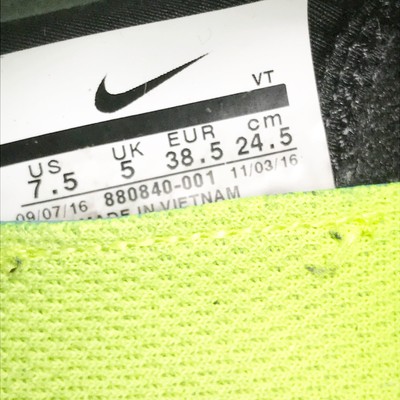 VT
US UK EUR cm
7.5 5 38.5 24.5
09/07/16 880840-001 11/03/16
MADE IN VIETNAM